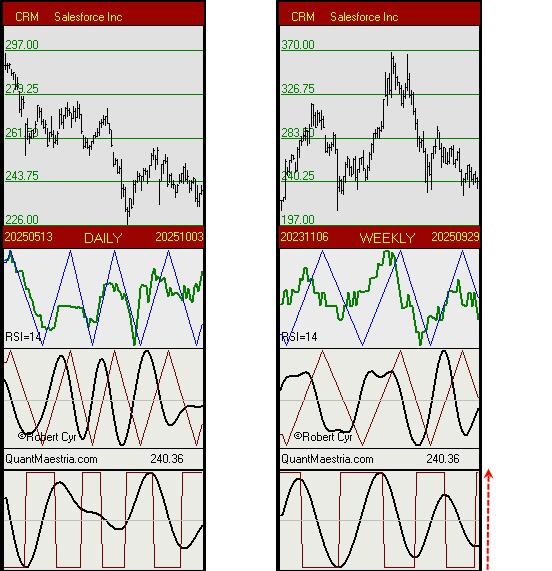 CRM Salesforce Inc
297.00
279.25
261.50
243.75
226.00
20250513 DAILY 20251003
RSI=14
©Robert Cyr
QuantMaestria.com 240.36
CRM Salesforce Inc
370.00
326.75
283.50
240.25
197.00
20231106 WEEKLY 20250929
RSI=14
©Robert Cyr
QuantMaestria.com 240.36